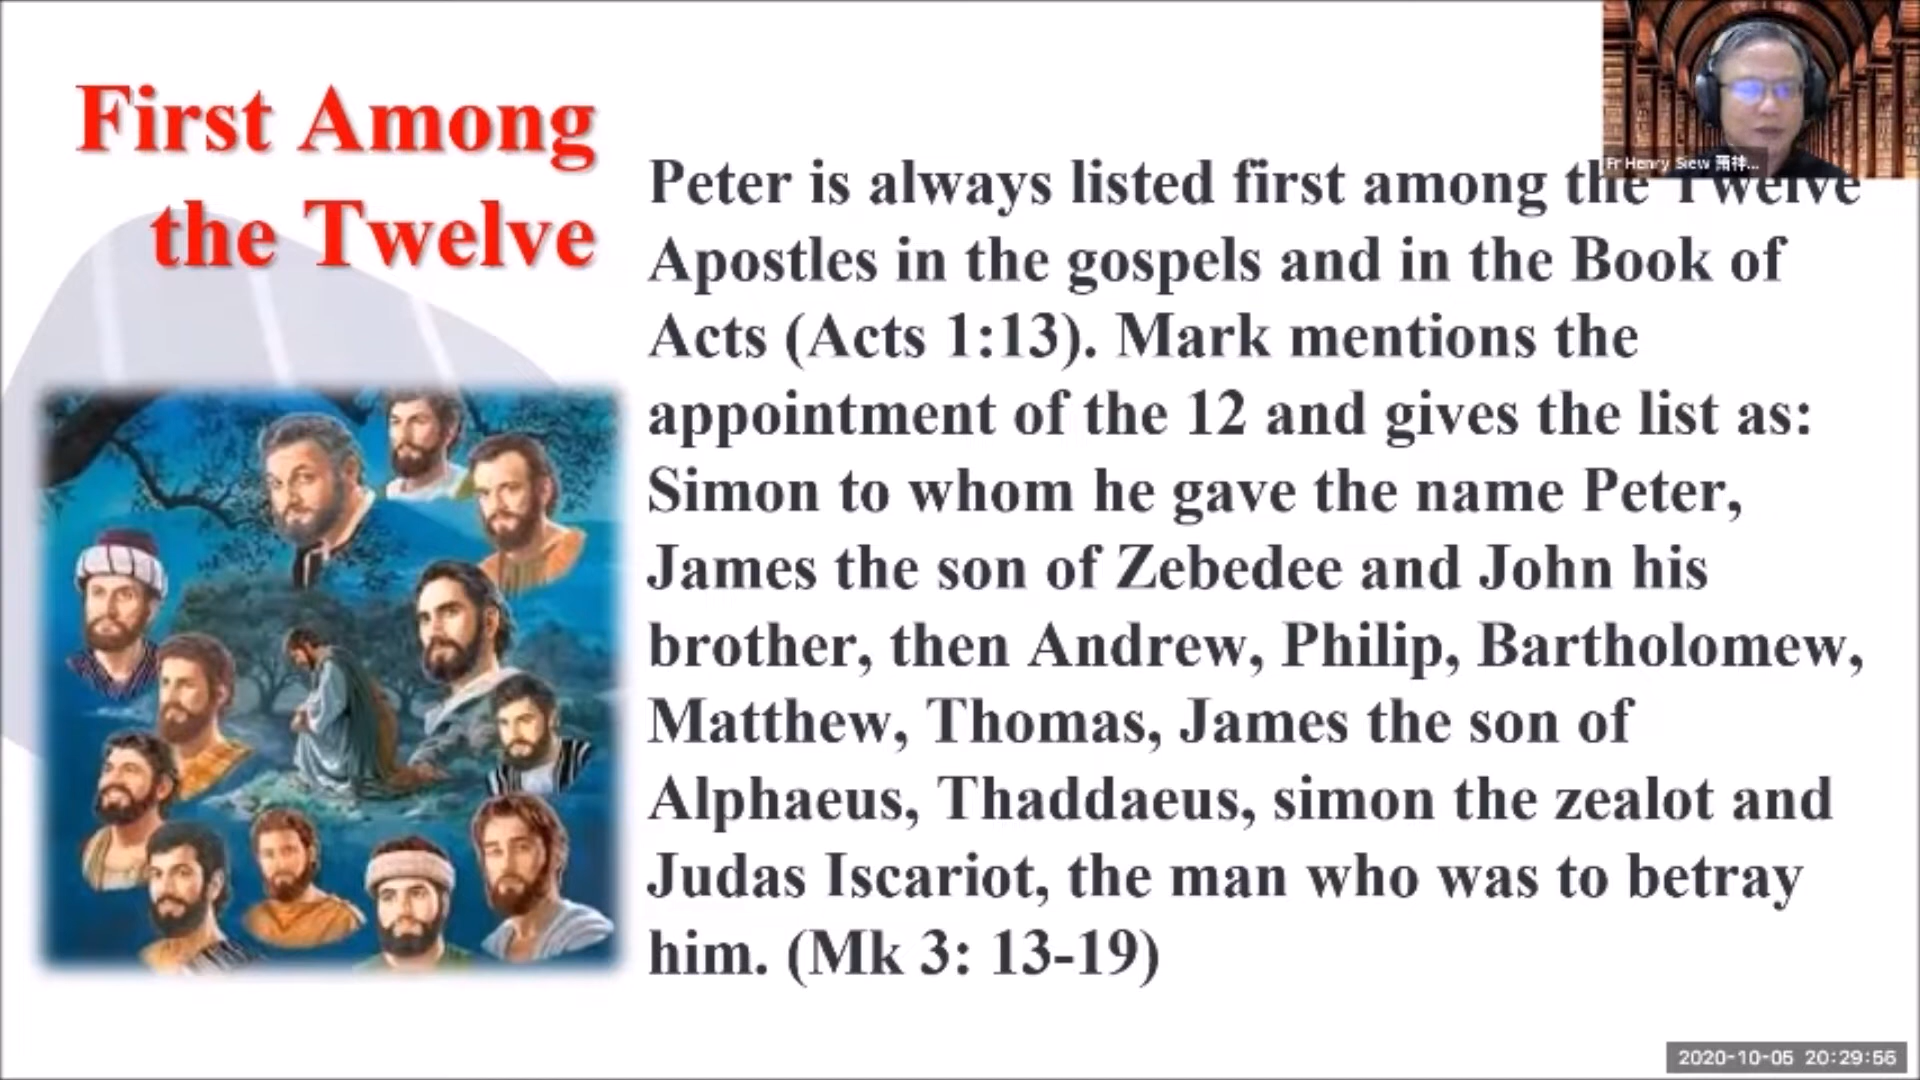 First Among
the Twelve
Peter is always listed first among the Twelve
Apostles in the gospels and in the Book of
Acts (Acts 1:13). Mark mentions the
appointment of the 12 and gives the list as:
Simon to whom he gave the name Peter,
James the son of Zebedee and John his
brother, then Andrew, Philip, Bartholomew,
Matthew, Thomas, James the son of
Alphaeus, Thaddaeus, simon the zealot and
Judas Iscariot, the man who was to betray
him. (Mk 3: 13-19)
Fr Henry Siew 萧神...
2020-10-05 20:29:56